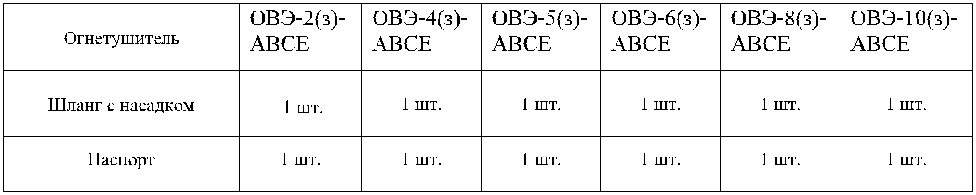 Огнетушитель ОВЭ-2(з)-АВСЕ ОВЭ-4(з)-АВСЕ ОВЭ-5(з)-АВСЕ ОВЭ-6(з)-АВСЕ ОВЭ-8(з)-АВСЕ ОВЭ-10(з)-АВСЕ
Шланг с насадком 1 шт. 1 шт. 1 шт. 1 шт. 1 шт. 1 шт.
Паспорт 1 шт. 1 шт. 1 шт. 1 шт. 1 шт. 1 шт.